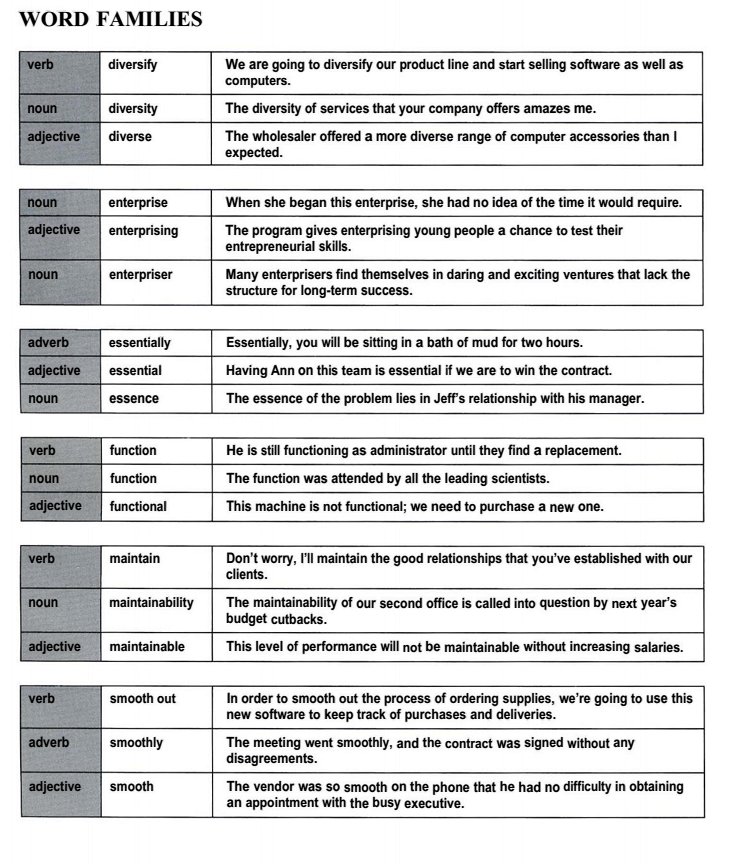 WORD FAMILIES
verb diversify We are going to diversify our product line and start selling software as well as
computers.
noun diversity The diversity of services that your company offers amazes me.
adjective diverse The wholesaler offered a more diverse range of computer accessories than I
expected.
noun enterprise When she began this enterprise, she had no idea of the time it would require.
adjective enterprising The program gives enterprising young people a chance to test their
entrepreneurial skills.
noun enterpriser Many enterprisers find themselves in daring and exciting ventures that lack the
structure for long-term success.
adverb essentially Essentially, you will be sitting in a bath of mud for two hours.
adjective essential Having Ann on this team is essential if we are to win the contract.
noun essence The essence of the problem lies in Jeff's relationship with his manager.
verb function He is still functioning as administrator until they find a replacement.
noun function The function was attended by all the leading scientists.
adjective functional This machine is not functional; we need to purchase a new one.
verb maintain Don't worry, I'll maintain the good relationships that you've established with our
clients.
noun maintainability The maintainability of our second office is called into question by next year's
budget cutbacks.
adjective maintainable This level of performance will not be maintainable without increasing salaries.
verb smooth out In order to smooth out the process of ordering supplies, we're going to use this
new software to keep track of purchases and deliveries.
adverb smoothly The meeting went smoothly, and the contract was signed without any
disagreements.
adjective smooth The vendor was so smooth on the phone that he had no difficulty in obtaining
an appointment with the busy executive.